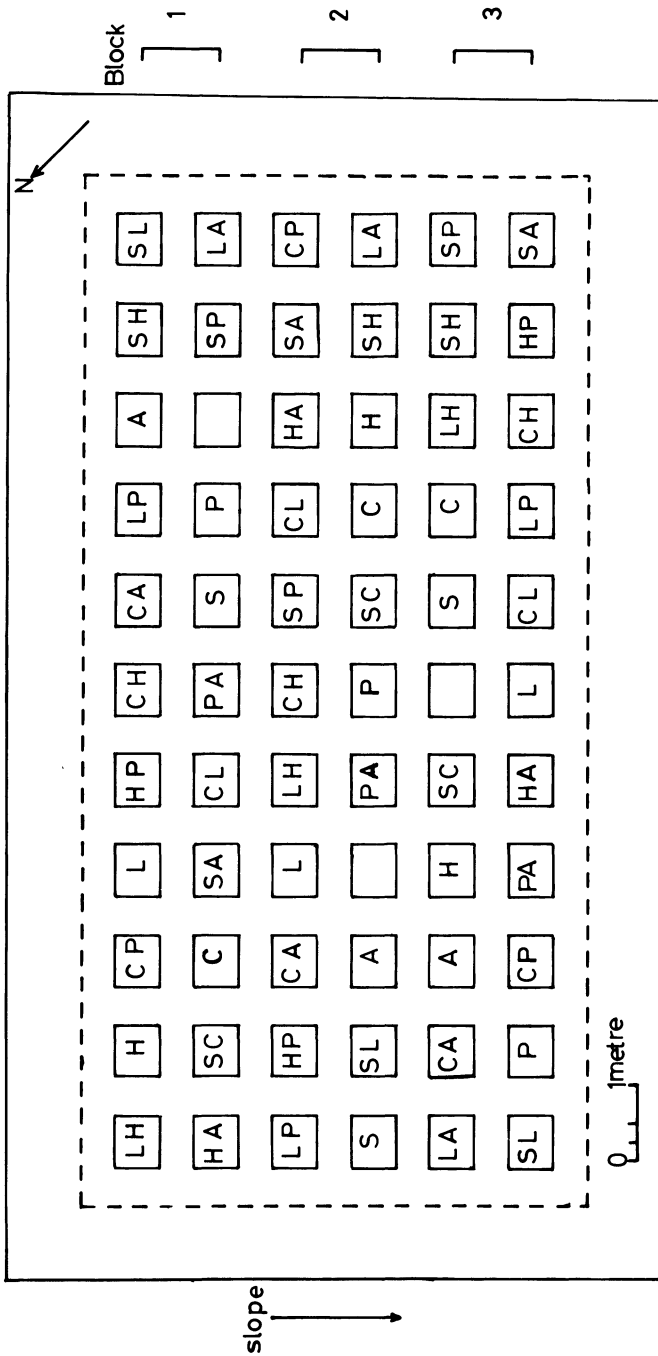 N
Block
LH H CP L HP CH CA LP A SH SL
1
HA SC C SA CL PA S P SP LA
LP HP CA L LH CH SP CL HA SA CP
2
S SL A PA P SC C H SH LA
slope
LA CA A H SC S C LH SH SP
3
SL P CP PA HA L CL LP CH HP SA
0 1metre